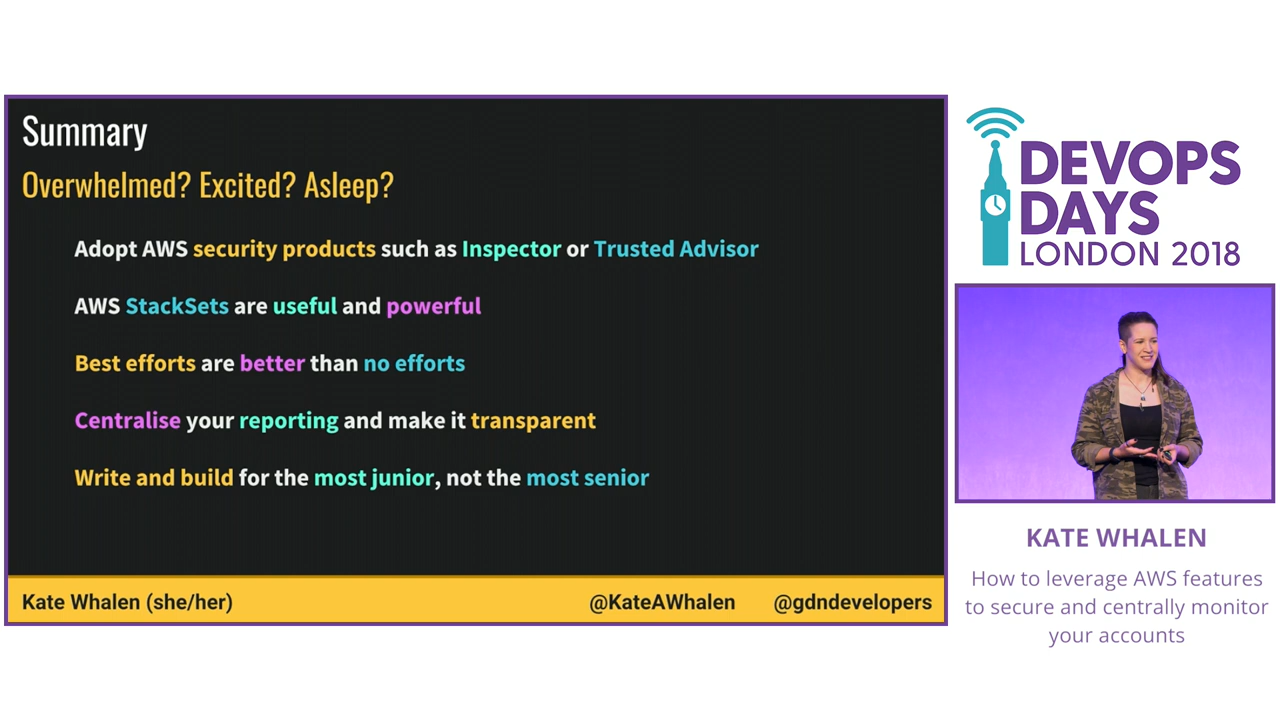 Summary
Overwhelmed? Excited? Asleep?
Adopt AWS security products such as Inspector or Trusted Advisor
AWS StackSets are useful and powerful
Best efforts are better than no efforts
Centralise your reporting and make it transparent
Write and build for the most junior, not the most senior
Kate Whalen (she/her)
@KateAWhalen
@gdndevelopers
DEVOPS
DAYS
LONDON 2018
KATE WHALEN
How to leverage AWS features
to secure and centrally monitor
your accounts